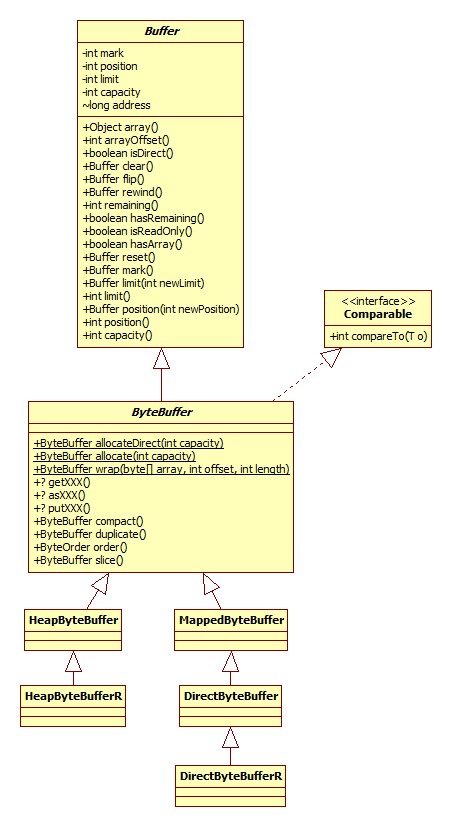 Buffer
-int mark
-int position
-int limit
-int capacity
~long address
+Object array()
+int arrayOffset()
+boolean isDirect()
+Buffer clear()
+Buffer flip()
+Buffer rewind()
+int remaining()
+boolean hasRemaining()
+boolean isReadOnly()
+boolean hasArray()
+Buffer reset()
+Buffer mark()
+Buffer limit(int newLimit)
+int limit()
+Buffer position(int newPosition)
+int position()
+int capacity()
<<interface>>
Comparable
+int compareTo(T o)
ByteBuffer
+ByteBuffer allocateDirect(int capacity)
+ByteBuffer allocate(int capacity)
+ByteBuffer wrap(byte[] array, int offset, int length)
+? getXXX()
+? asXXX()
+? putXXX()
+ByteBuffer compact()
+ByteBuffer duplicate()
+ByteOrder order()
+ByteBuffer slice()
HeapByteBuffer
MappedByteBuffer
HeapByteBufferR
DirectByteBuffer
DirectByteBufferR